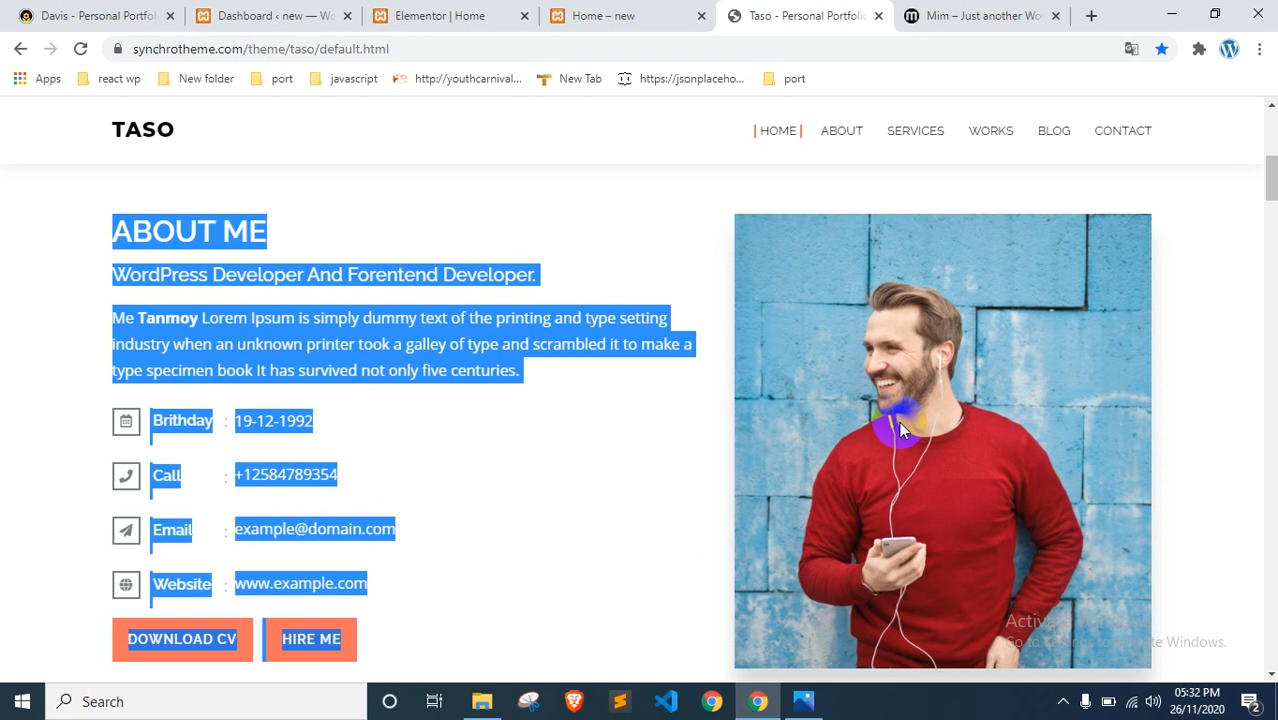 Davis - Personal Portfo
Dashboard ‹ new — Wo
Elementor | Home
Home – new
Taso - Personal Portfolio
Mim – Just another Wo
synchrotheme.com/theme/taso/default.html
Apps
react wp
New folder
port
javascript
http://youthcarnival...
New Tab
https://jsonplaceho...
port
TASO
| HOME |
ABOUT
SERVICES
WORKS
BLOG
CONTACT
ABOUT ME
WordPress Developer And Forentend Developer.
Me Tanmoy Lorem Ipsum is simply dummy text of the printing and type setting
industry when an unknown printer took a galley of type and scrambled it to make a
type specimen book It has survived not only five centuries.
Brithday : 19-12-1992
Call : +12584789354
Email : example@domain.com
Website : www.example.com
DOWNLOAD CV
HIRE ME
Search
05:32 PM
26/11/2020
2